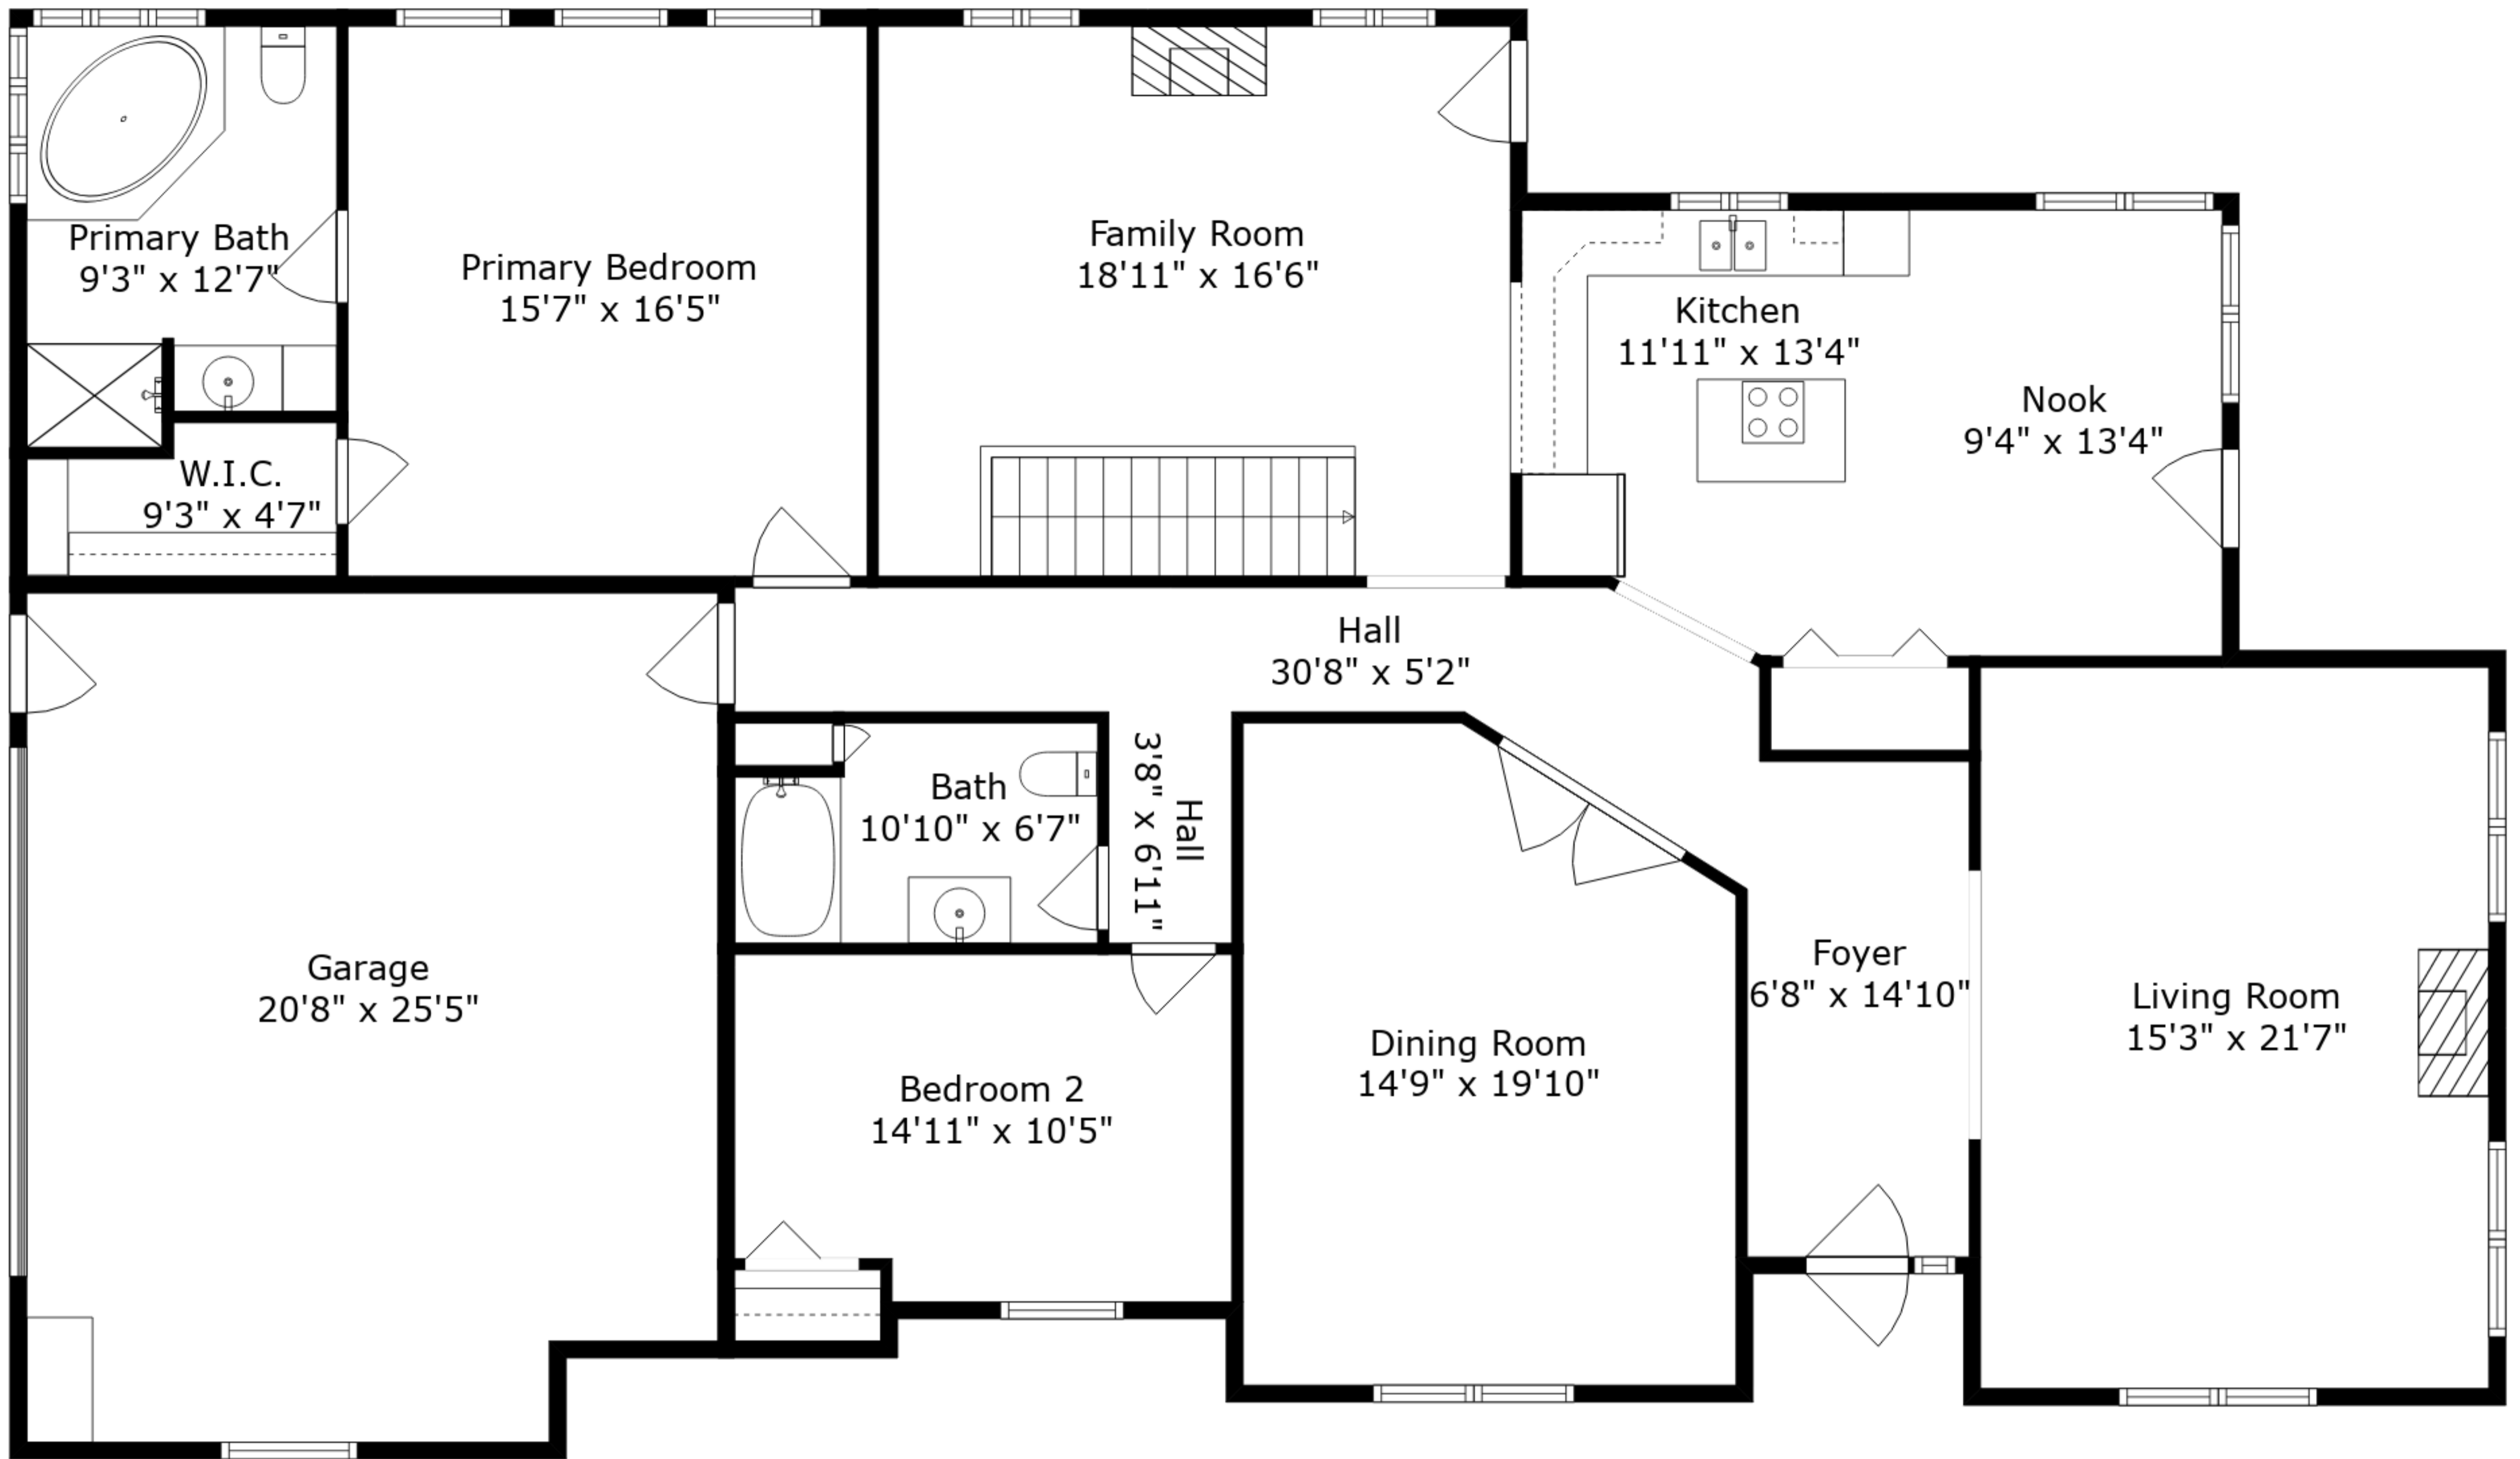 Primary Bath
9'3" x 12'7"
Primary Bedroom
15'7" x 16'5"
Family Room
18'11" x 16'6"
Kitchen
11'11" x 13'4"
Nook
9'4" x 13'4"
W.I.C.
9'3" x 4'7"
Hall
30'8" x 5'2"
Bath
10'10" x 6'7"
Hall
3'8" x 6'11"
Garage
20'8" x 25'5"
Bedroom 2
14'11" x 10'5"
Dining Room
14'9" x 19'10"
Foyer
6'8" x 14'10"
Living Room
15'3" x 21'7"